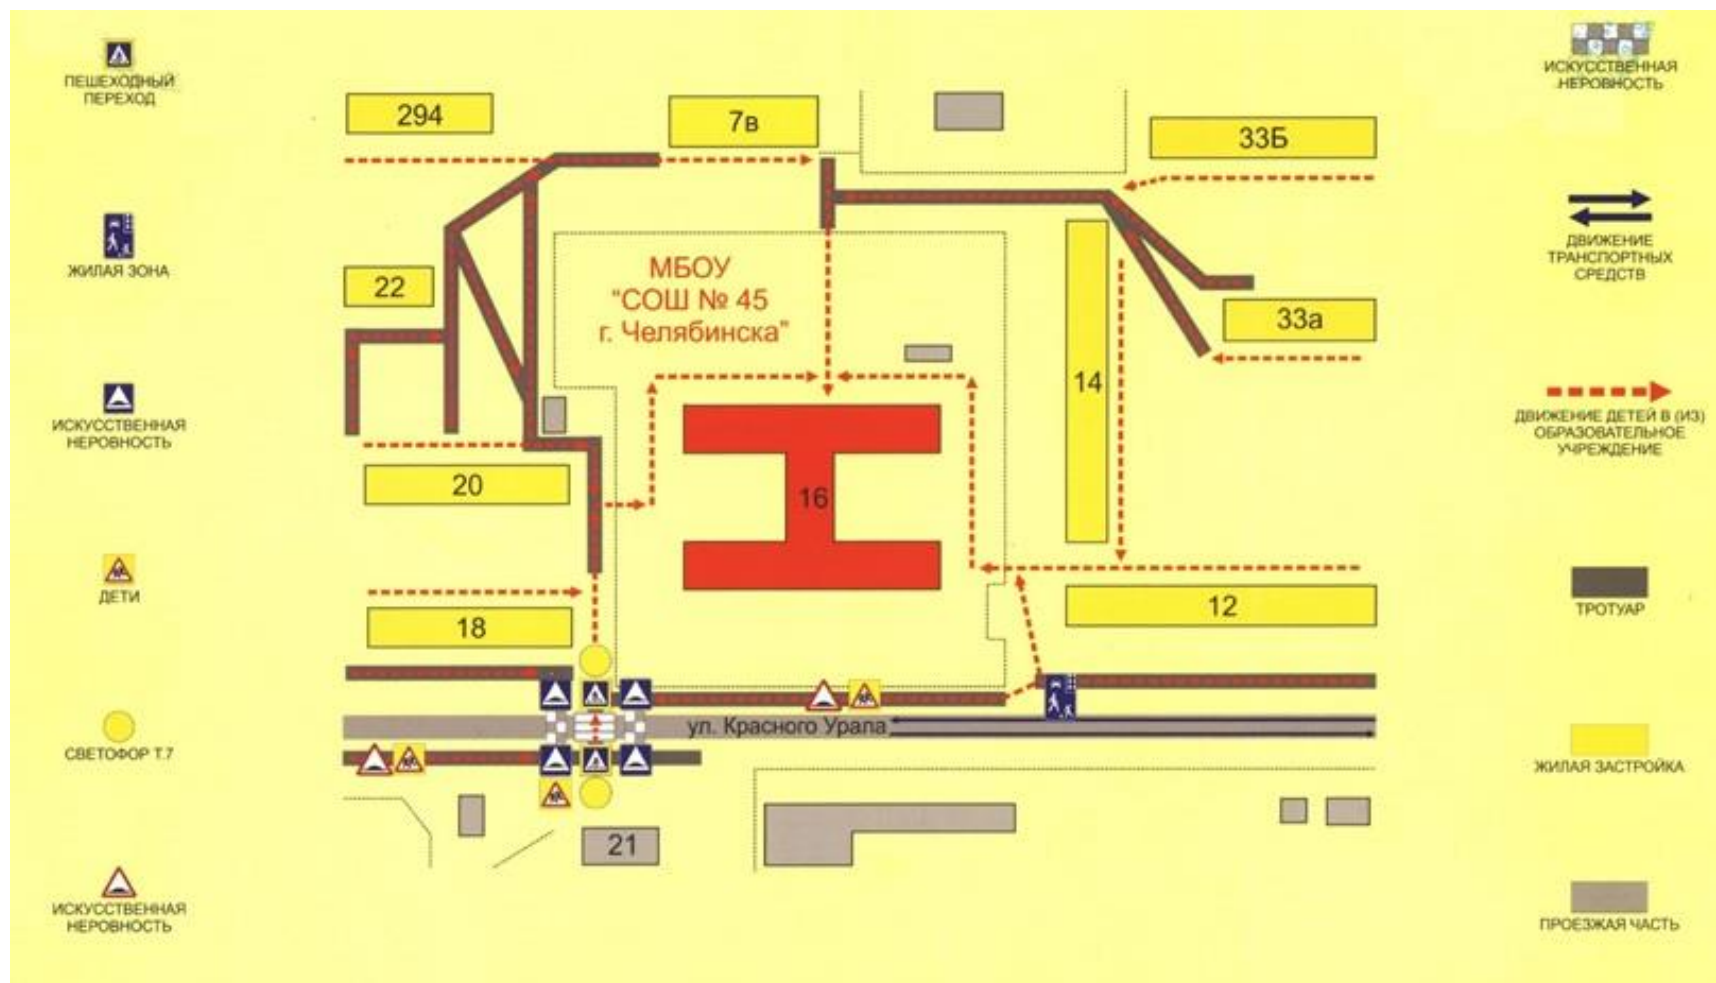 ПЕШЕХОДНЫЙ
ПЕРЕХОД
ЖИЛАЯ ЗОНА
ИСКУССТВЕННАЯ
НЕРОВНОСТЬ
ДЕТИ
СВЕТОФОР Т.7
ИСКУССТВЕННАЯ
НЕРОВНОСТЬ
294
7в
33Б
22
МБОУ
"СОШ № 45
г. Челябинска"
33а
14
20
16
12
18
ул. Красного Урала
21
ИСКУССТВЕННАЯ
НЕРОВНОСТЬ
ДВИЖЕНИЕ
ТРАНСПОРТНЫХ
СРЕДСТВ
ДВИЖЕНИЕ ДЕТЕЙ В (ИЗ)
ОБРАЗОВАТЕЛЬНОЕ
УЧРЕЖДЕНИЕ
ТРОТУАР
ЖИЛАЯ ЗАСТРОЙКА
ПРОЕЗЖАЯ ЧАСТЬ